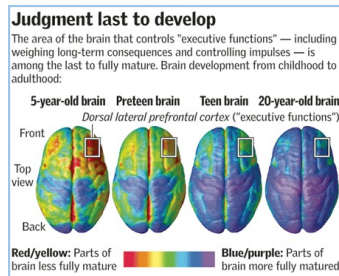 Judgment last to develop
The area of the brain that controls "executive functions" — including
weighing long-term consequences and controlling impulses — is
among the last to fully mature. Brain development from childhood to
adulthood:
5-year-old brain Preteen brain Teen brain 20-year-old brain
Dorsal lateral prefrontal cortex ("executive functions")
Front
Top
view
Back
Red/yellow: Parts of
brain less fully mature
Blue/purple: Parts of
brain more fully matured